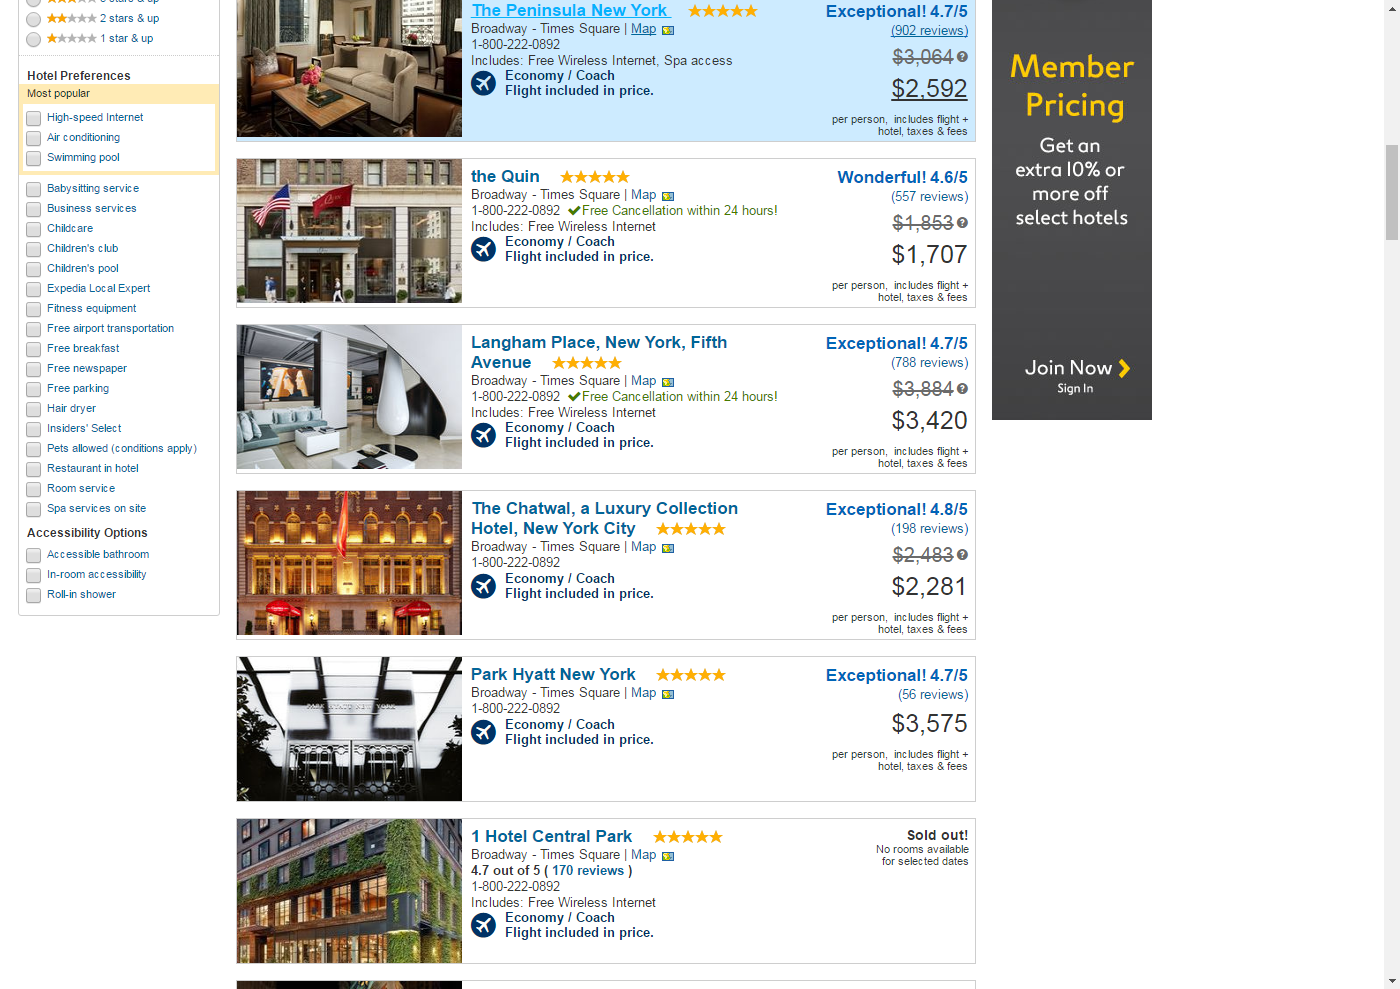 2 stars & up
1 star & up
Hotel Preferences
Most popular
High-speed Internet
Air conditioning
Swimming pool
Babysitting service
Business services
Childcare
Children's club
Children's pool
Expedia Local Expert
Fitness equipment
Free airport transportation
Free breakfast
Free newspaper
Free parking
Hair dryer
Insiders' Select
Pets allowed (conditions apply)
Restaurant in hotel
Room service
Spa services on site
Accessibility Options
Accessible bathroom
In-room accessibility
Roll-in shower
The Peninsula New York
Broadway - Times Square | Map
1-800-222-0892
Includes: Free Wireless Internet, Spa access
Economy / Coach
Flight included in price.
Exceptional! 4.7/5
(902 reviews)
$3,064
$2,592
per person, includes flight +
hotel, taxes & fees
the Quin
Broadway - Times Square | Map
1-800-222-0892 Free Cancellation within 24 hours!
Includes: Free Wireless Internet
Economy / Coach
Flight included in price.
Wonderful! 4.6/5
(557 reviews)
$1,853
$1,707
per person, includes flight +
hotel, taxes & fees
Langham Place, New York, Fifth
Avenue
Broadway - Times Square | Map
1-800-222-0892 Free Cancellation within 24 hours!
Includes: Free Wireless Internet
Economy / Coach
Flight included in price.
Exceptional! 4.7/5
(788 reviews)
$3,884
$3,420
per person, includes flight +
hotel, taxes & fees
The Chatwal, a Luxury Collection
Hotel, New York City
Broadway - Times Square | Map
1-800-222-0892
Economy / Coach
Flight included in price.
Exceptional! 4.8/5
(198 reviews)
$2,483
$2,281
per person, includes flight +
hotel, taxes & fees
PARK HYATT NEW YORK
Park Hyatt New York
Broadway - Times Square | Map
1-800-222-0892
Economy / Coach
Flight included in price.
Exceptional! 4.7/5
(56 reviews)
$3,575
per person, includes flight +
hotel, taxes & fees
1 Hotel Central Park
Broadway - Times Square | Map
4.7 out of 5 ( 170 reviews )
1-800-222-0892
Includes: Free Wireless Internet
Economy / Coach
Flight included in price.
Sold out!
No rooms available
for selected dates
Member
Pricing
Get an
extra 10% or
more off
select hotels
Join Now
Sign In